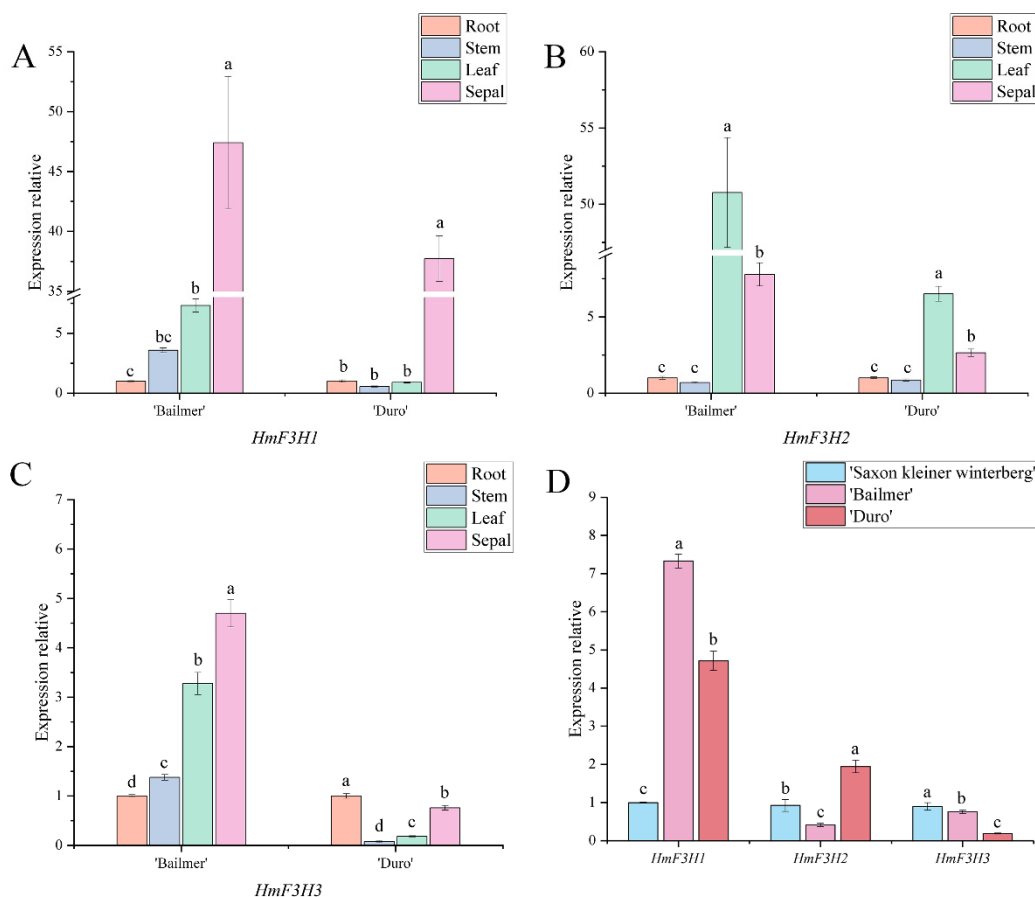 A
Root
Stem
Leaf
Sepal
Expression relative
55
50
45
40
35
5
0
c
bc
b
a
b
b
b
a
'Bailmer'
'Duro'
HmF3H1
B
Root
Stem
Leaf
Sepal
Expression relative
60
55
50
5
0
c
c
a
b
c
c
a
b
'Bailmer'
'Duro'
HmF3H2
C
Root
Stem
Leaf
Sepal
Expression relative
7
6
5
4
3
2
1
0
d
c
b
a
a
d
c
b
'Bailmer'
'Duro'
HmF3H3
D
'Saxon kleiner winterberg'
'Bailmer'
'Duro'
Expression relative
9
8
7
6
5
4
3
2
1
0
c
a
b
b
c
a
a
b
c
HmF3H1
HmF3H2
HmF3H3